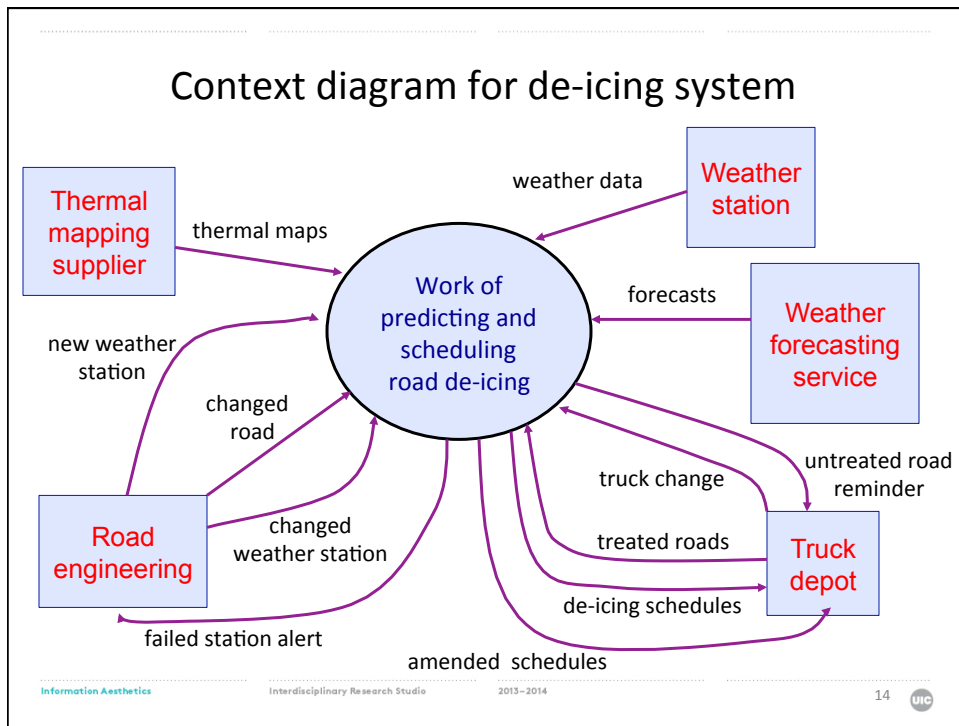 Context diagram for de-icing system
Thermal
mapping
supplier
thermal maps
weather data
Weather
station
Work of
predicting and
scheduling
road de-icing
forecasts
Weather
forecasting
service
new weather
station
changed
road
changed
weather station
Road
engineering
failed station alert
truck change
untreated road
reminder
treated roads
Truck
depot
de-icing schedules
amended schedules
Information Aesthetics
Interdisciplinary Research Studio
2013–2014
14
UIC